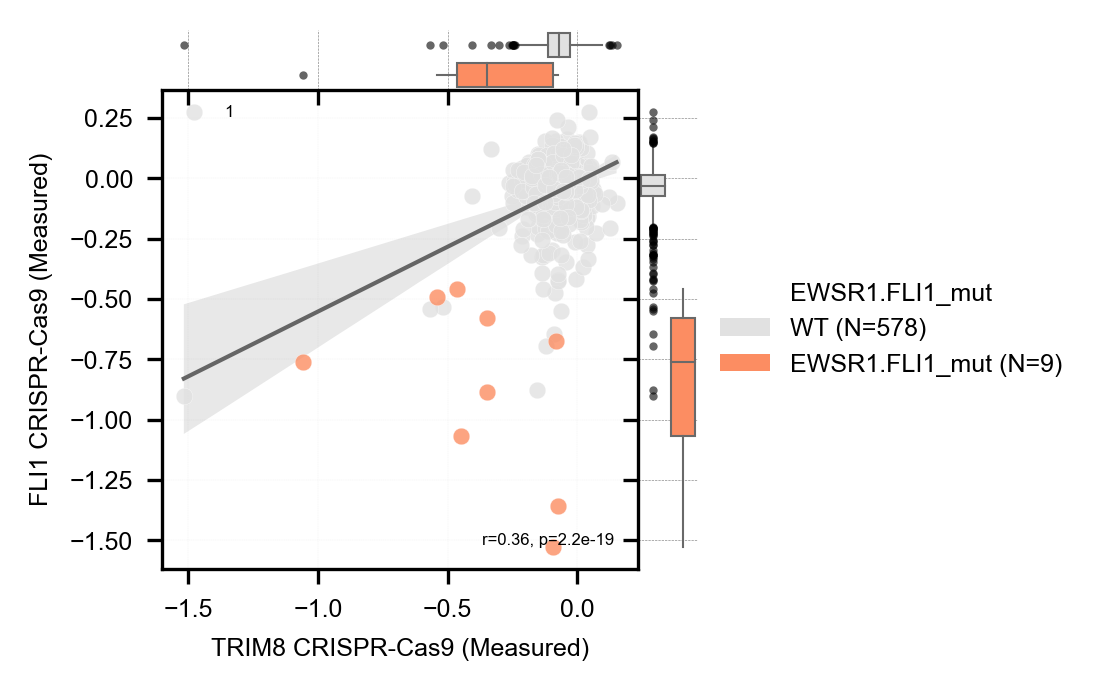 0.25
0.00
−0.25
−0.50
−0.75
−1.00
−1.25
−1.50
FLI1 CRISPR-Cas9 (Measured)
1
r=0.36, p=2.2e-19
−1.5
−1.0
−0.5
0.0
TRIM8 CRISPR-Cas9 (Measured)
EWSR1.FLI1_mut
WT (N=578)
EWSR1.FLI1_mut (N=9)